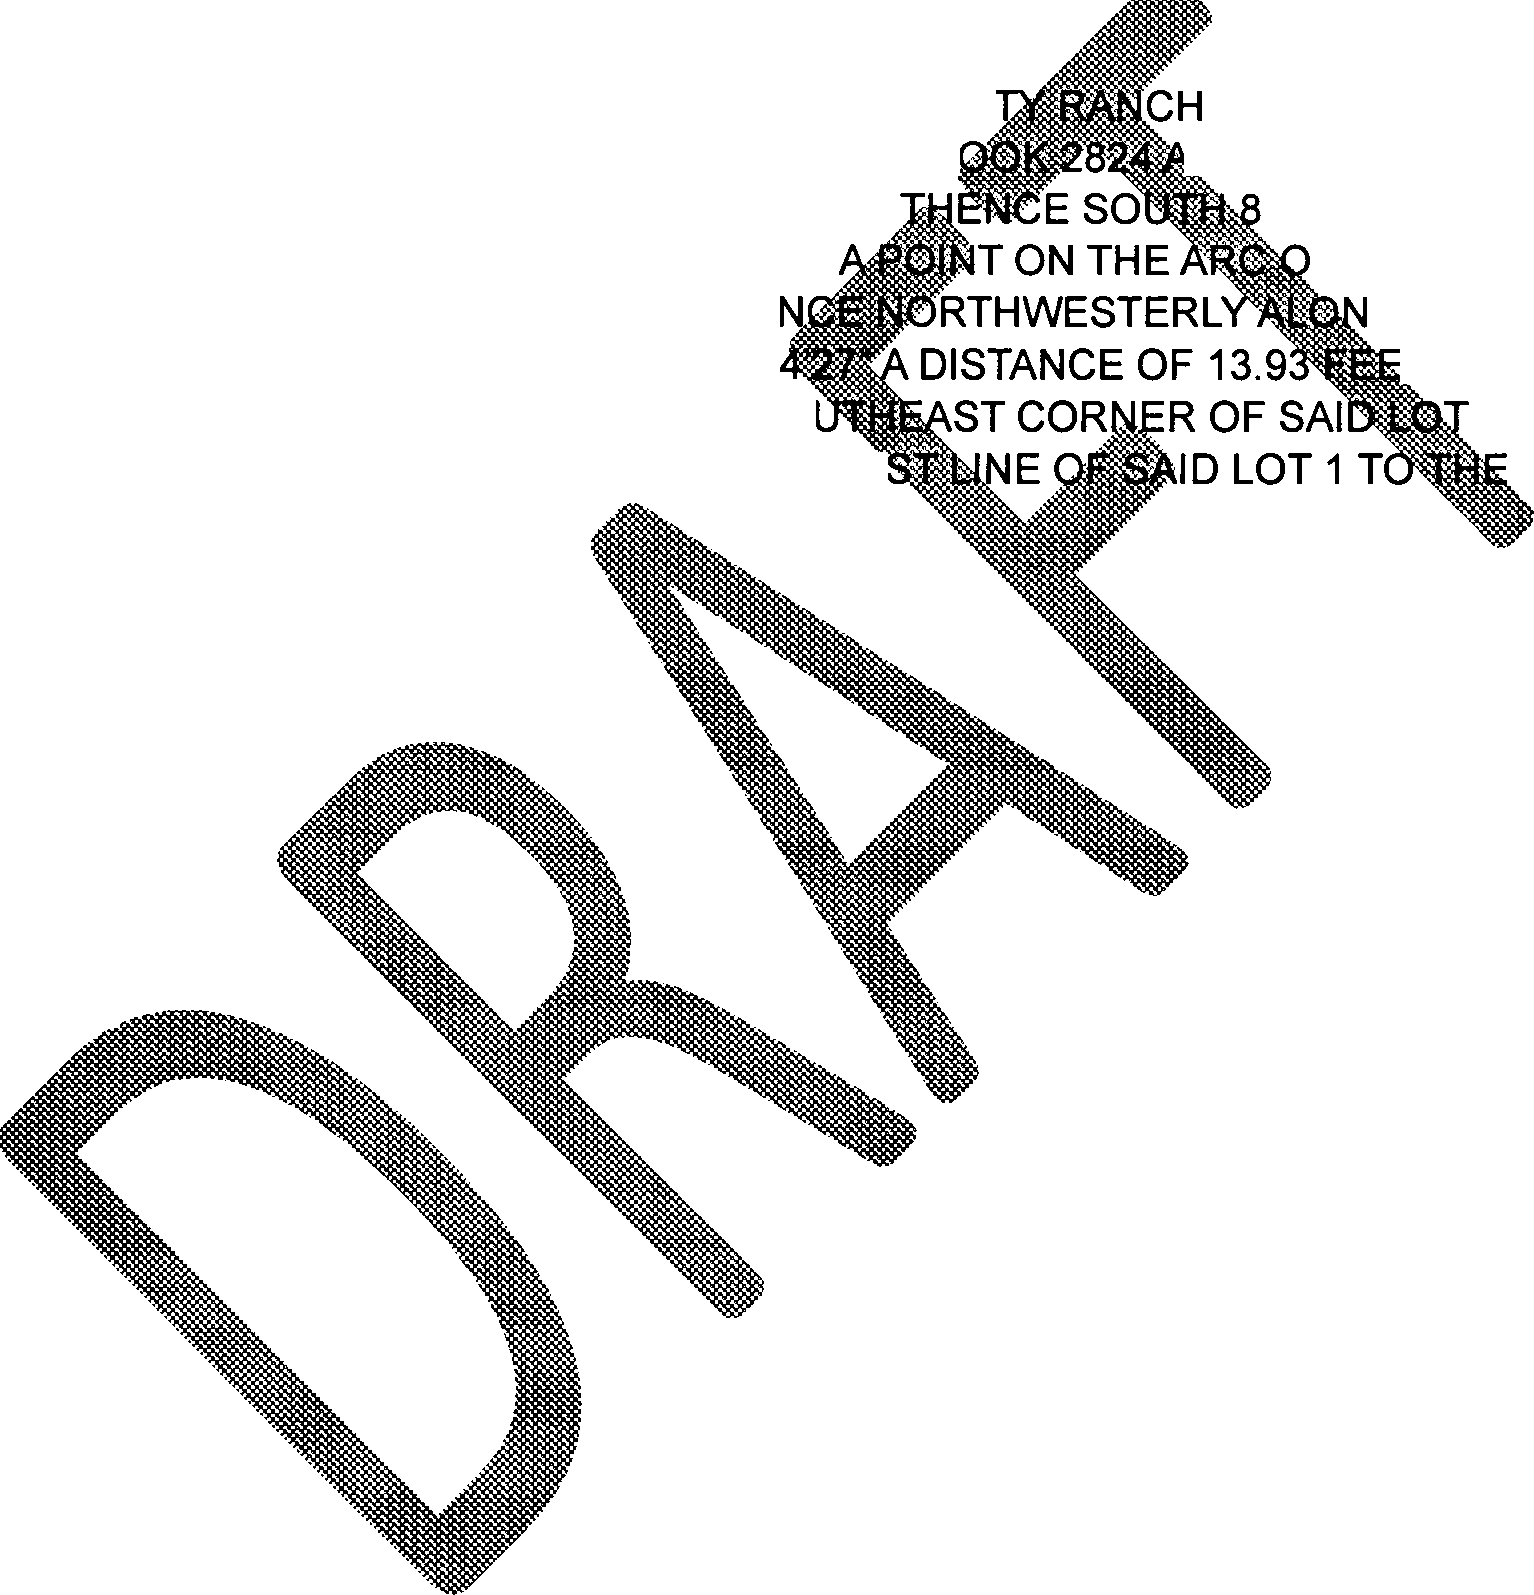 TY RANCH
OOK 2824 A
THENCE SOUTH 8
A POINT ON THE ARC O
NCE NORTHWESTERLY ALON
4'27" A DISTANCE OF 13.93 FEE
UTHEAST CORNER OF SAID LOT
ST LINE OF SAID LOT 1 TO THE
DRAFT